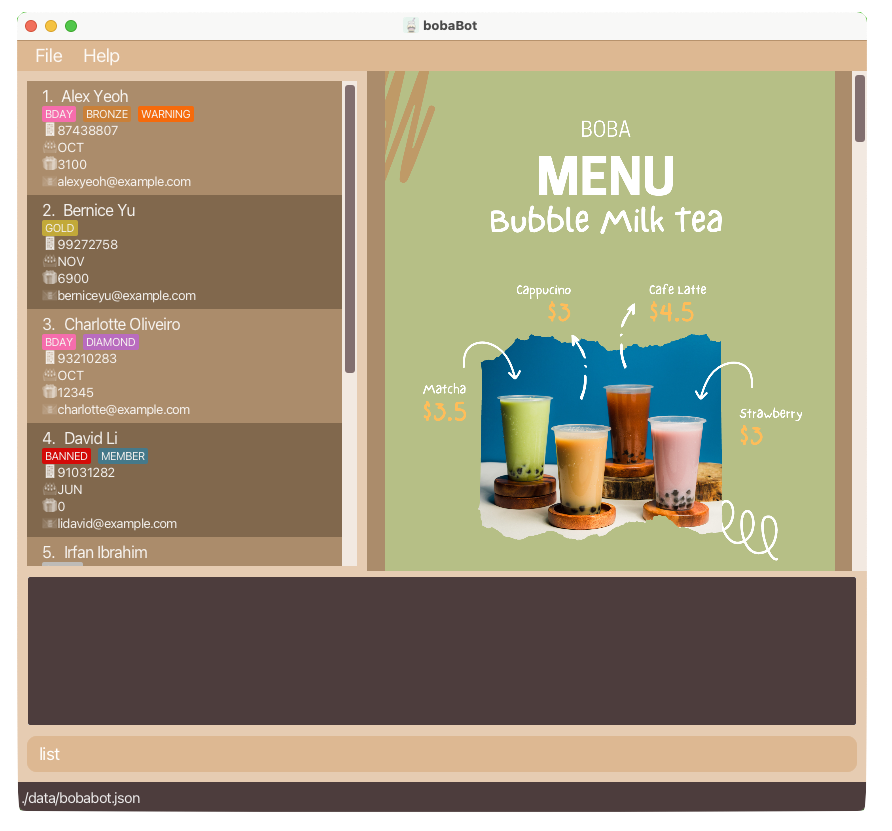 bobaBot
File Help
1. Alex Yeoh
BDAY BRONZE WARNING
87438807
OCT
3100
alexyeoh@example.com
2. Bernice Yu
GOLD
99272758
NOV
6900
berniceyu@example.com
3. Charlotte Oliveiro
BDAY DIAMOND
93210283
OCT
12345
charlotte@example.com
4. David Li
BANNED MEMBER
91031282
JUN
0
lidavid@example.com
5. Irfan Ibrahim
BOBA
MENU
Bubble Milk Tea
Cappucino
$3
Cafe Latte
$4.5
Matcha
$3.5
Strawberry
$3
list
./data/bobabot.json